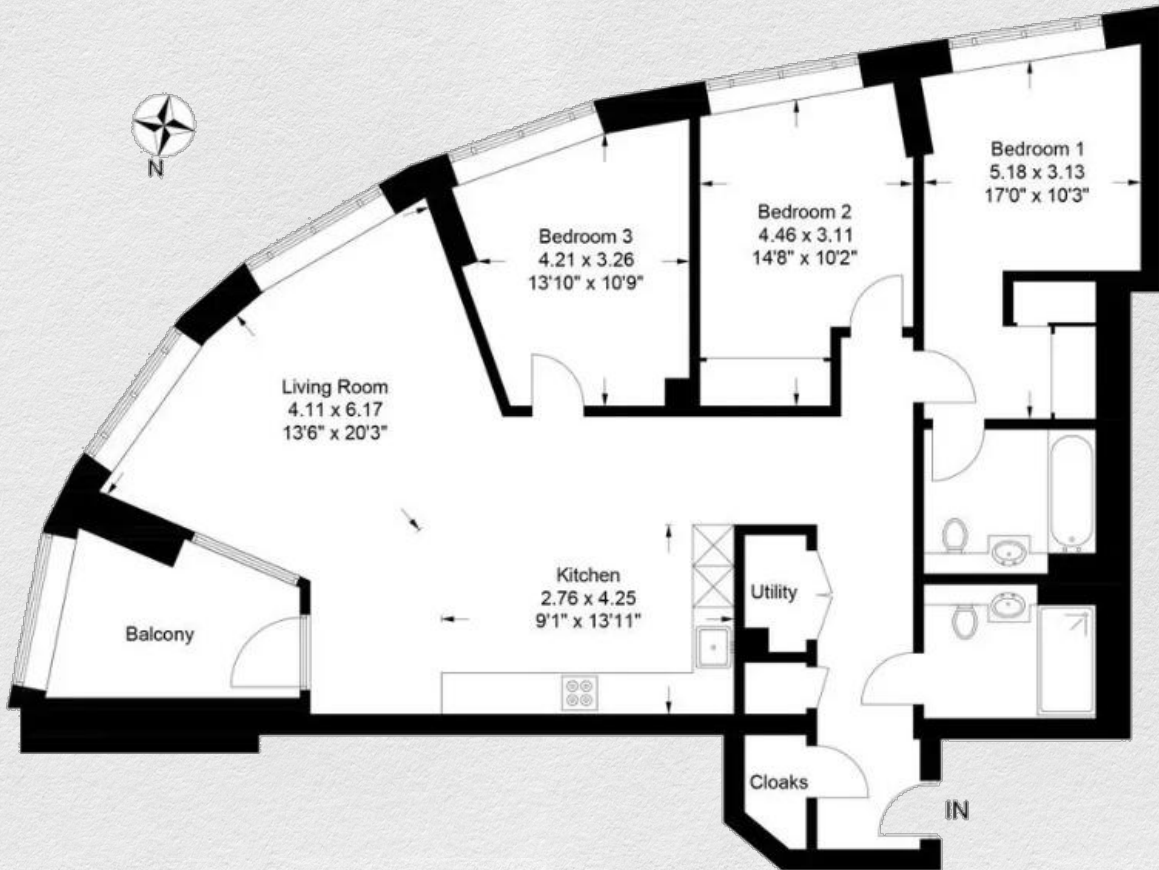 N
Bedroom 1
5.18 x 3.13
17'0" x 10'3"
Bedroom 2
4.46 x 3.11
14'8" x 10'2"
Bedroom 3
4.21 x 3.26
13'10" x 10'9"
Living Room
4.11 x 6.17
13'6" x 20'3"
Kitchen
2.76 x 4.25
9'1" x 13'11"
Utility
Balcony
Cloaks
IN